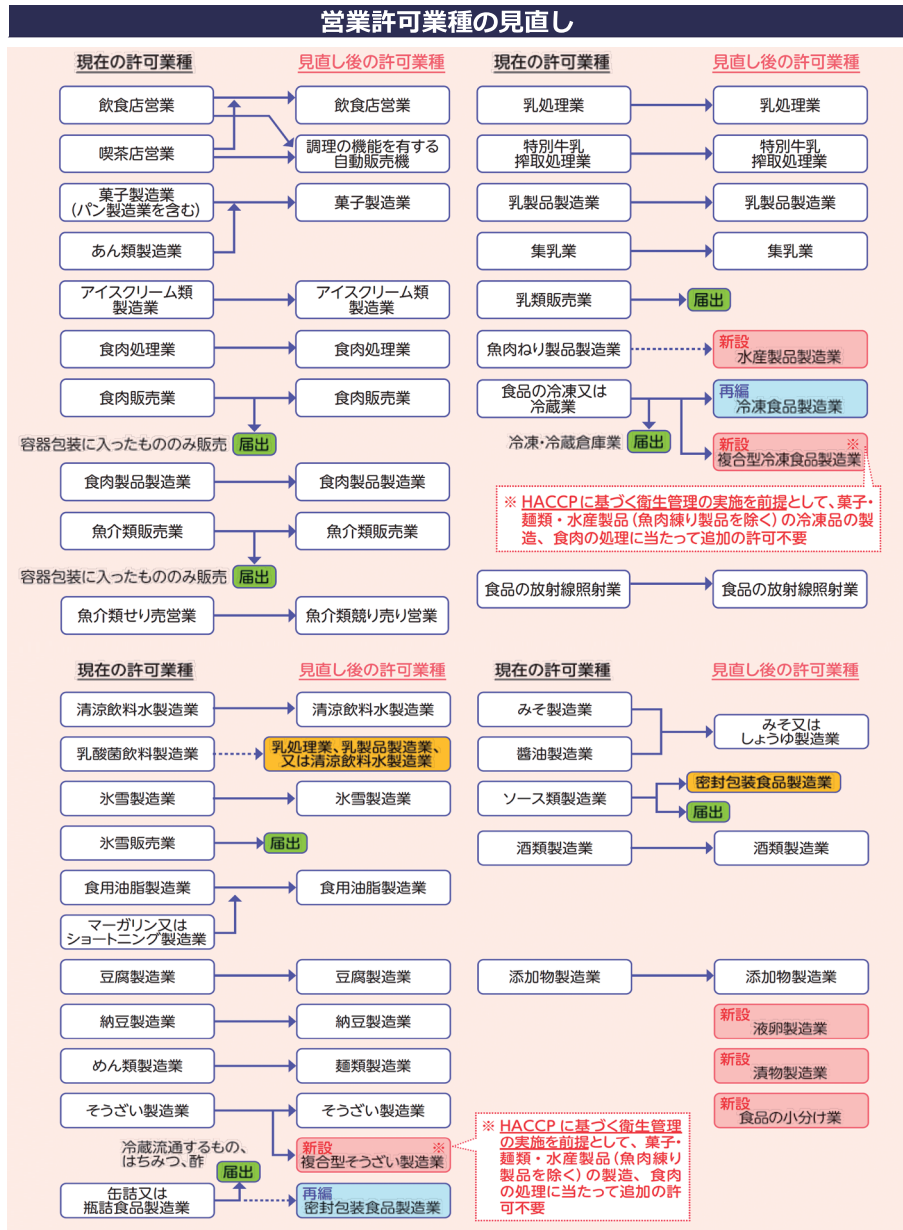 営業許可業種の見直し
現在の許可業種
見直し後の許可業種
飲食店営業
飲食店営業
喫茶店営業
調理の機能を有する
自動販売機
菓子製造業
(パン製造業を含む)
菓子製造業
あん類製造業
アイスクリーム類
製造業
アイスクリーム類
製造業
食肉処理業
食肉処理業
食肉販売業
食肉販売業
容器包装に入ったもののみ販売
届出
食肉製品製造業
食肉製品製造業
魚介類販売業
魚介類販売業
容器包装に入ったもののみ販売
届出
魚介類せり売営業
魚介類競り売り営業
現在の許可業種
見直し後の許可業種
乳処理業
乳処理業
特別牛乳
搾取処理業
特別牛乳
搾取処理業
乳製品製造業
乳製品製造業
集乳業
集乳業
乳類販売業
届出
魚肉ねり製品製造業
新設
水産製品製造業
食品の冷凍又は
冷蔵業
再編
冷凍食品製造業
冷凍・冷蔵倉庫業
届出
新設 ※
複合型冷凍食品製造業
※ HACCPに基づく衛生管理の実施を前提として、菓子・
麺類・水産製品(魚肉練り製品を除く)の冷凍品の製
造、食肉の処理に当たって追加の許可不要
食品の放射線照射業
食品の放射線照射業
現在の許可業種
見直し後の許可業種
清涼飲料水製造業
清涼飲料水製造業
乳酸菌飲料製造業
乳処理業、乳製品製造業、
又は清涼飲料水製造業
氷雪製造業
氷雪製造業
氷雪販売業
届出
食用油脂製造業
食用油脂製造業
マーガリン又は
ショートニング製造業
豆腐製造業
豆腐製造業
納豆製造業
納豆製造業
めん類製造業
麺類製造業
そうざい製造業
そうざい製造業
新設 ※
複合型そうざい製造業
冷蔵流通するもの、
はちみつ、酢
届出
缶詰又は
瓶詰食品製造業
再編
密封包装食品製造業
現在の許可業種
見直し後の許可業種
みそ製造業
みそ又は
しょうゆ製造業
醬油製造業
ソース類製造業
密封包装食品製造業
届出
酒類製造業
酒類製造業
添加物製造業
添加物製造業
新設
液卵製造業
新設
漬物製造業
新設
食品の小分け業
※ HACCPに基づく衛生管理
の実施を前提として、菓子・
麺類・水産製品(魚肉練り
製品を除く)の製造、食肉
の処理に当たって追加の許
可不要